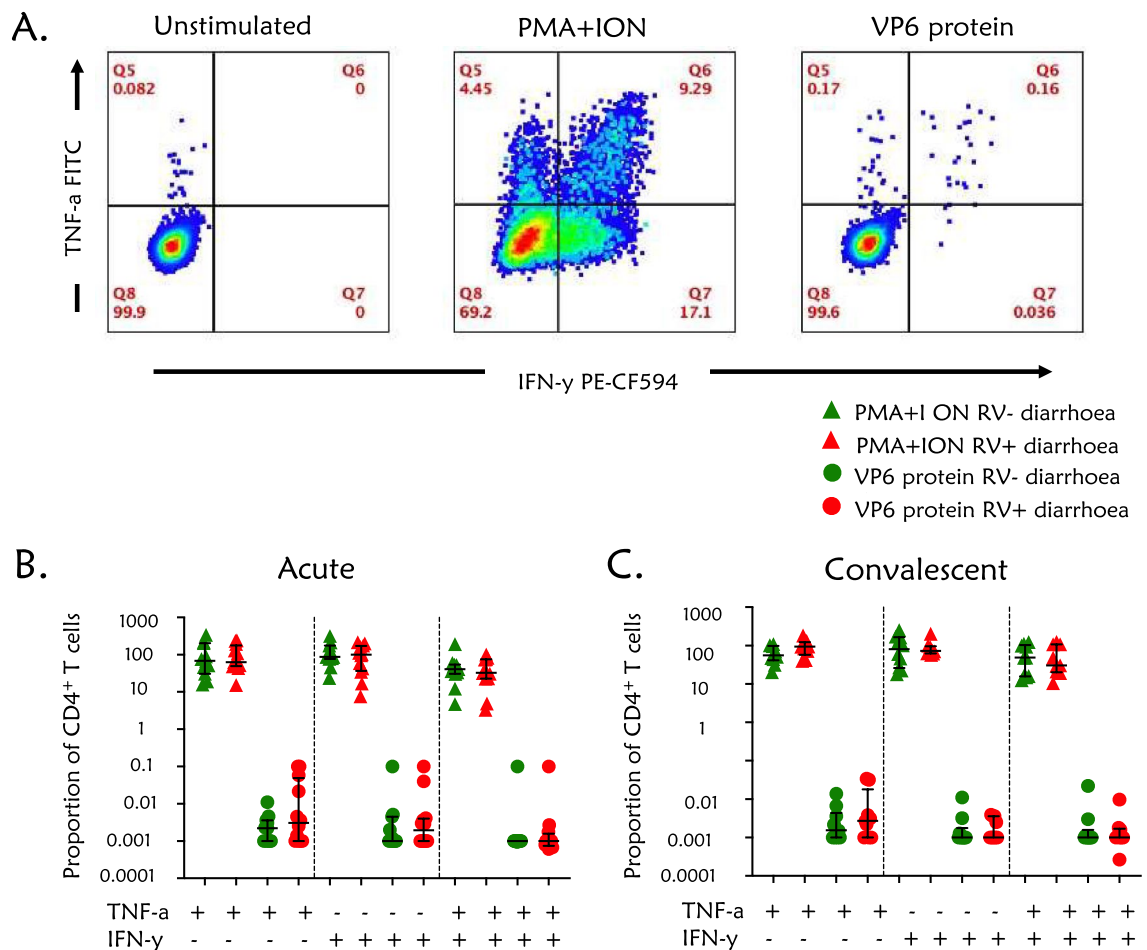 A.
Unstimulated PMA+ION VP6 protein
Q5 Q6 Q5 Q6 Q5 Q6
0.082 0 4.45 9.29 0.17 0.16
TNF-a FITC
Q8 Q7 Q8 Q7 Q8 Q7
99.9 0 69.2 17.1 99.6 0.036
IFN-y PE-CF594
PMA+I ON RV- diarrhoea
PMA+ION RV+ diarrhoea
VP6 protein RV- diarrhoea
VP6 protein RV+ diarrhoea
B. Acute
Proportion of CD4+ T cells
1000
100
10
1
0.1
0.01
0.001
0.0001
TNF-a + + + + - - - - + + + +
IFN-y - - - - + + + + + + + +
C. Convalescent
Proportion of CD4+ T cells
1000
100
10
1
0.01
0.001
0.0001
TNF-a + + + + - - - - + + + +
IFN-y - - - - + + + + + + + +